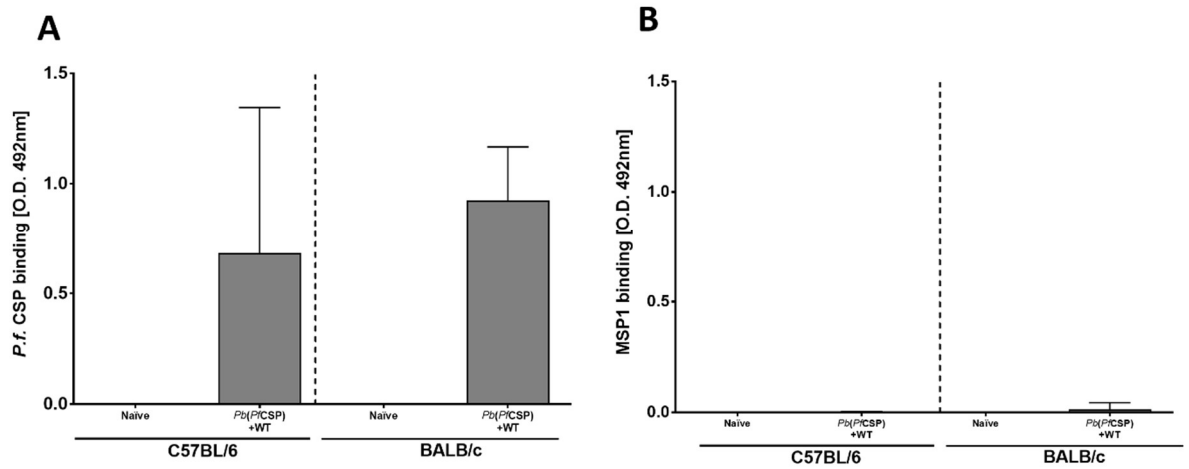 A
P.f. CSP binding [O.D. 492nm]
1.5
1.0
0.5
0.0
Naïve
Pb(PfCSP)
+WT
Naïve
Pb(PfCSP)
+WT
C57BL/6
BALB/c
B
MSP1 binding [O.D. 492nm]
1.5
1.0
0.5
0.0
Naïve
Pb(PfCSP)
+WT
Naïve
Pb(PfCSP)
+WT
C57BL/6
BALB/c